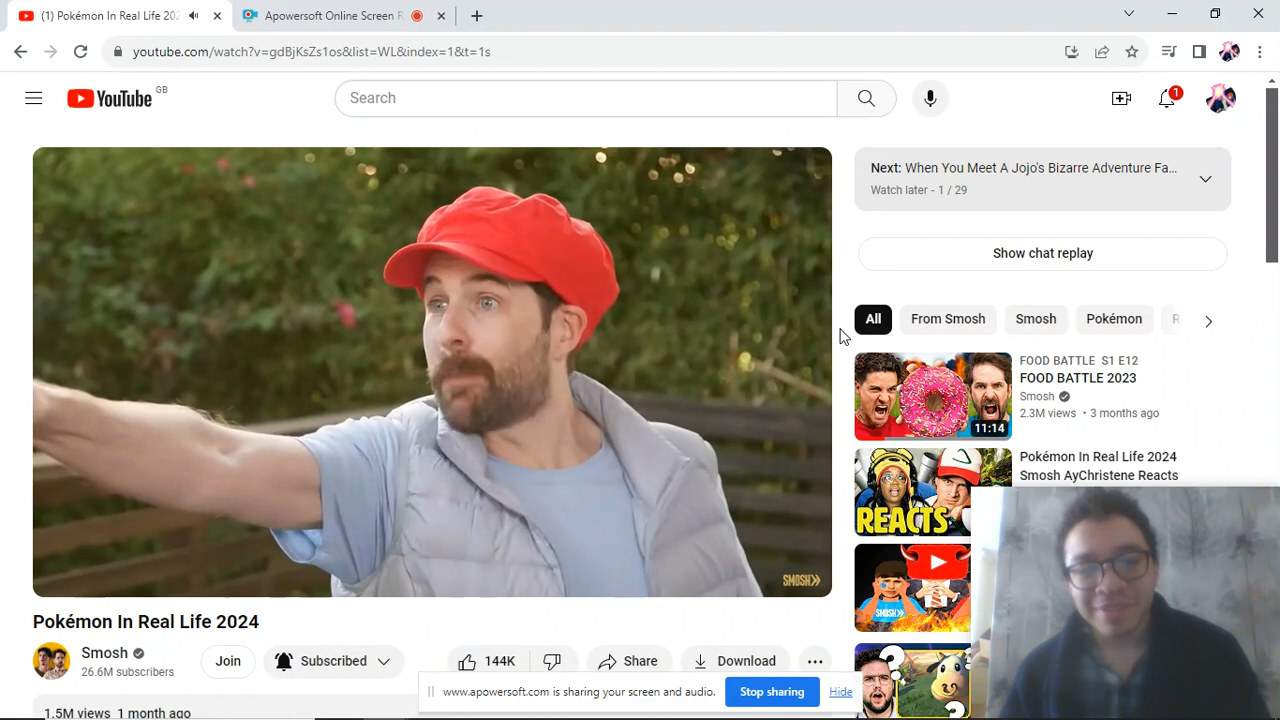 (1) Pokémon In Real Life 202
Apowersoft Online Screen R
youtube.com/watch?v=gdBjKsZs1os&list=WL&index=1&t=1s
YouTube GB
Search
1
Next: When You Meet A Jojo's Bizarre Adventure Fa...
Watch later - 1 / 29
Show chat replay
All
From Smosh
Smosh
Pokémon
FOOD BATTLE S1 E12
FOOD BATTLE 2023
Smosh
2.3M views • 3 months ago
11:14
Pokémon In Real Life 2024
Smosh AyChristene Reacts
REACTS
SMOSH
SMOSH
Pokémon In Real Life 2024
Smosh
26.6M subscribers
Join
Subscribed
144K
Share
Download
www.apowersoft.com is sharing your screen and audio.
Stop sharing
Hide
1.5M views 1 month ago